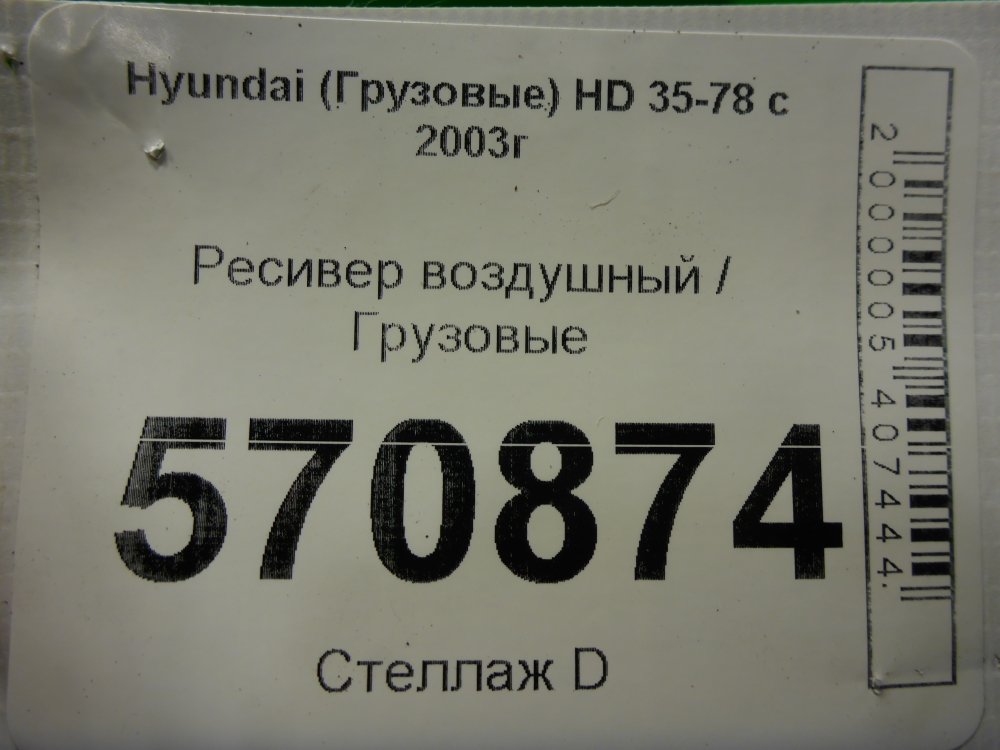 Hyundai (Грузовые) HD 35-78 с
2003г
Ресивер воздушный /
Грузовые
570874
Стеллаж D
2000005407444.